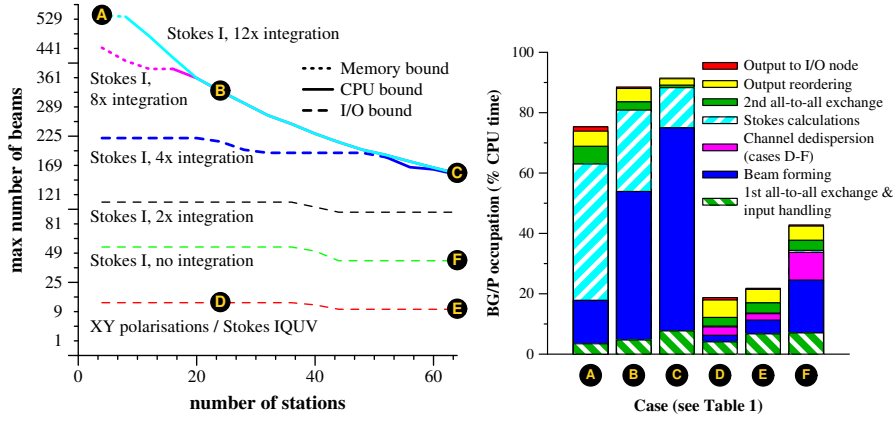 529
441
361
289
225
169
121
81
49
25
9
1
max number of beams
0
20
40
60
number of stations
Stokes I, 12x integration
Memory bound
CPU bound
I/O bound
Stokes I,
8x integration
Stokes I, 4x integration
Stokes I, 2x integration
Stokes I, no integration
XY polarisations / Stokes IQUV
A
B
C
F
D
E
100
80
60
40
20
0
BG/P occupation (% CPU time)
Output to I/O node
Output reordering
2nd all-to-all exchange
Stokes calculations
Channel dedispersion
(cases D-F)
Beam forming
1st all-to-all exchange &
input handling
A
B
C
D
E
F
Case (see Table 1)